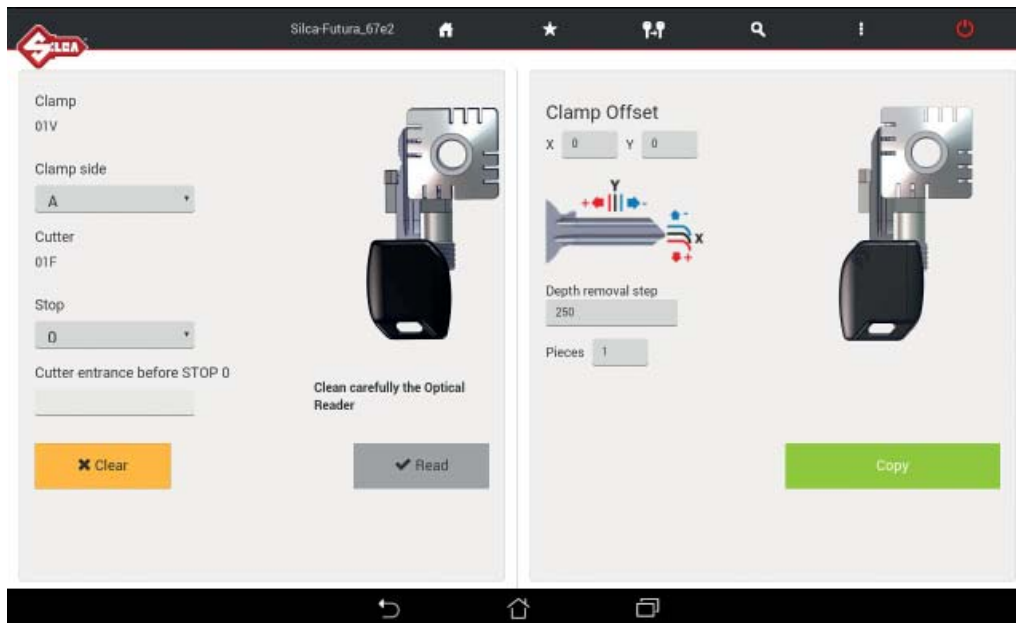 SILCA
Silca-Futura_67e2
Clamp
01V
Clamp side
A
Cutter
01F
Stop
0
Cutter entrance before STOP 0
Clean carefully the Optical
Reader
Clear
Read
Clamp Offset
X 0 Y 0
Y
+ -
-
X
+
Depth removal step
250
Pieces 1
Copy